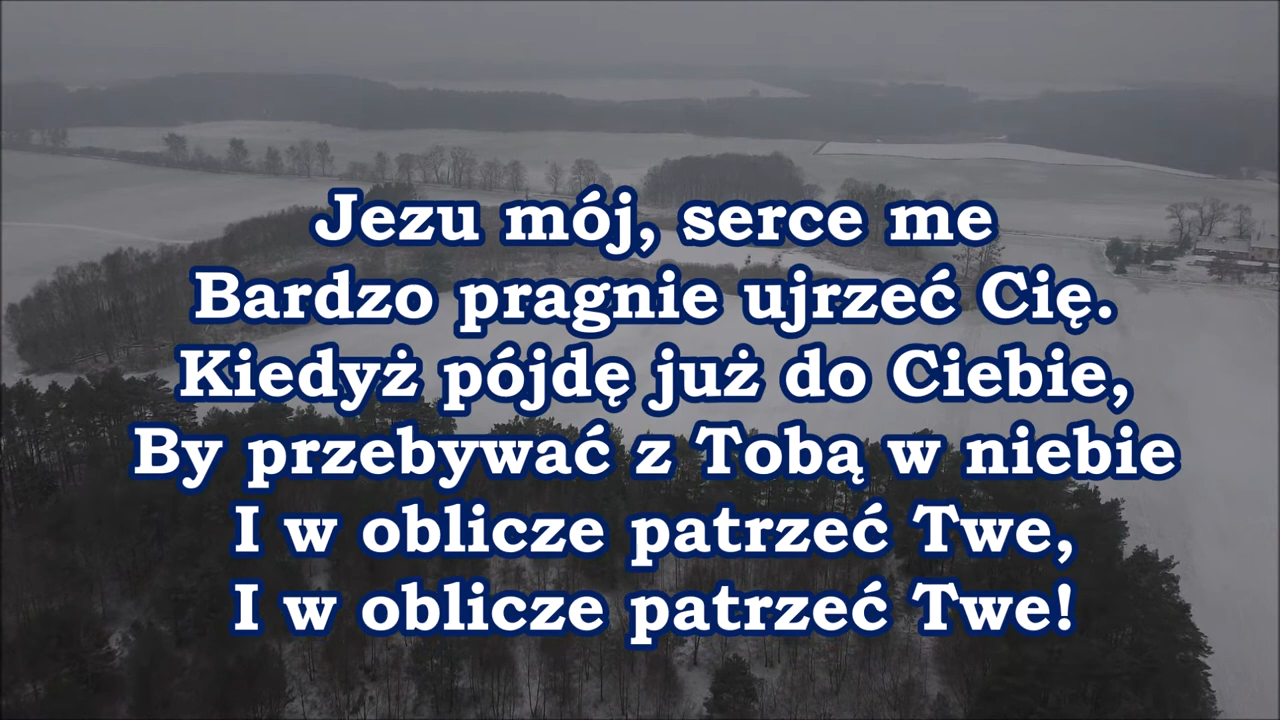 Jezu mój, serce me
Bardzo pragnie ujrzeć Cię.
Kiedyż pójdę już do Ciebie,
By przebywać z Tobą w niebie
I w oblicze patrzeć Twe,
I w oblicze patrzeć Twe!